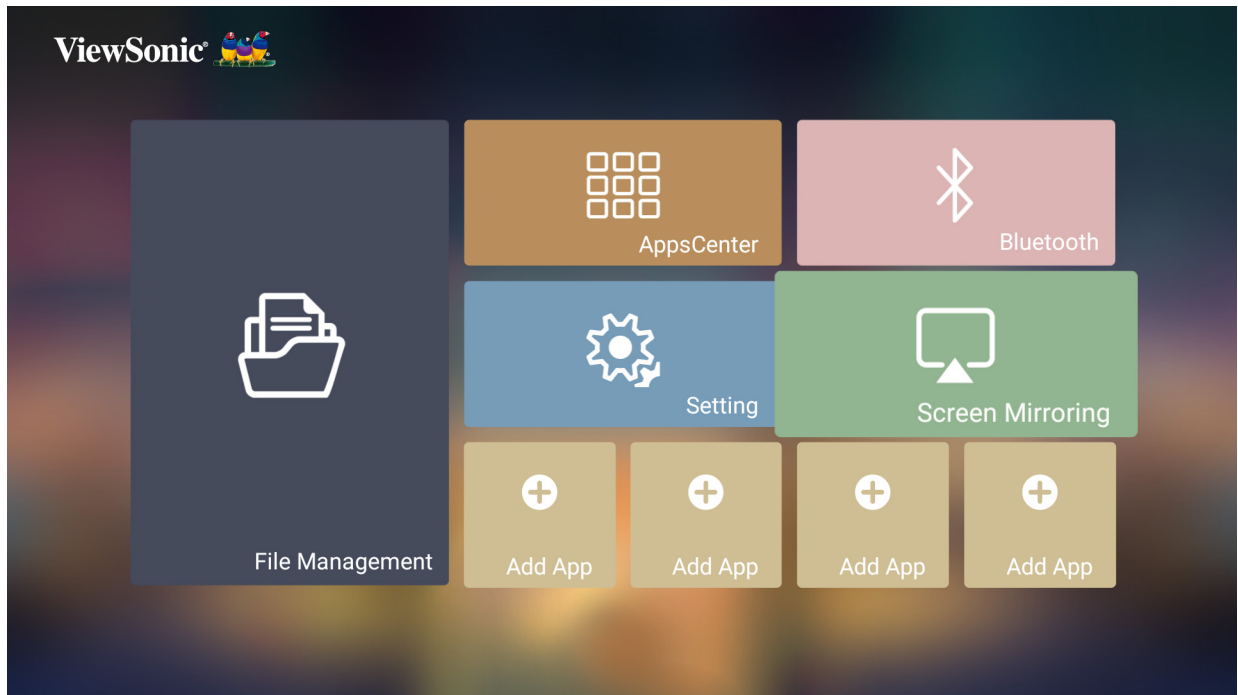 ViewSonic®
AppsCenter
Bluetooth
Setting
Screen Mirroring
File Management
Add App
Add App
Add App
Add App